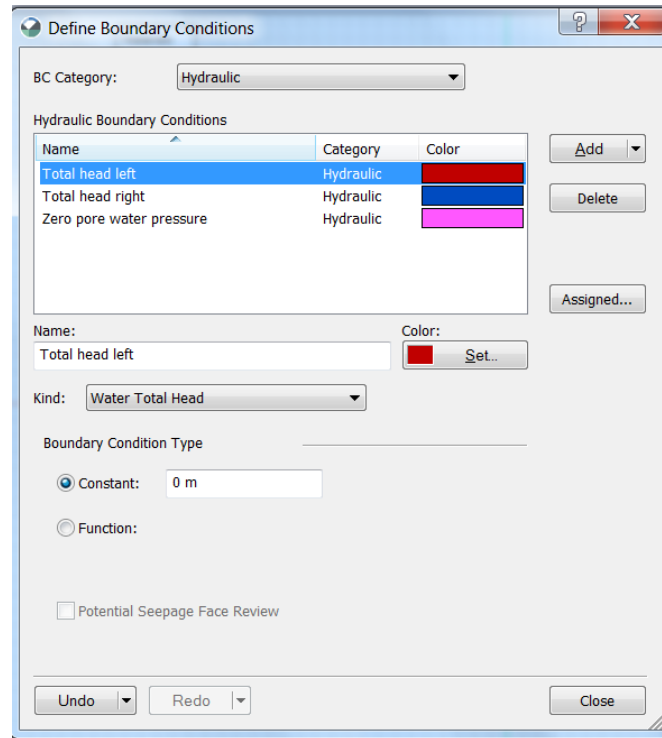 Define Boundary Conditions
? X
BC Category: Hydraulic
Hydraulic Boundary Conditions
Name Category Color
Total head left Hydraulic
Total head right Hydraulic
Zero pore water pressure Hydraulic
Add
Delete
Assigned...
Name: Color:
Total head left Set...
Kind: Water Total Head
Boundary Condition Type
Constant: 0 m
Function:
Potential Seepage Face Review
Undo Redo Close